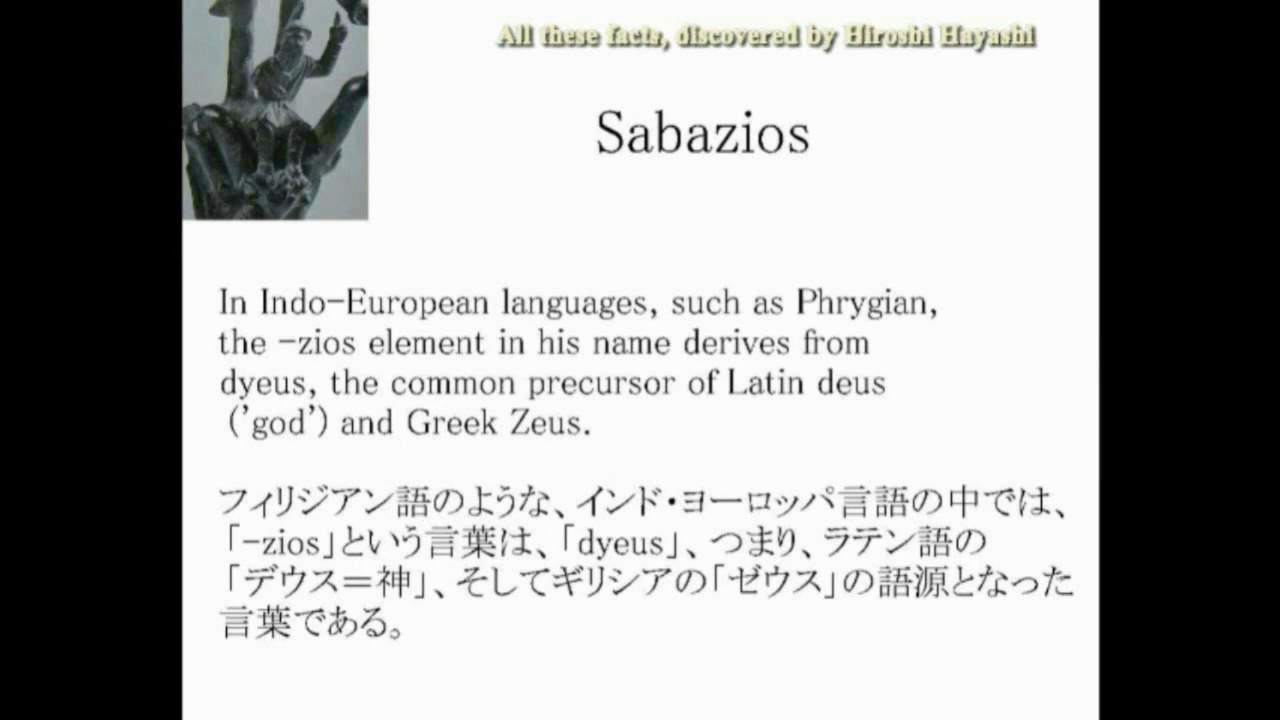 All these facts, discovered by Hiroshi Hayashi
Sabazios
In Indo-European languages, such as Phrygian,
the -zios element in his name derives from
dyeus, the common precursor of Latin deus
('god') and Greek Zeus.
フィリジアン語のような、インド・ヨーロッパ言語の中では、
「-zios」という言葉は、「dyeus」、つまり、ラテン語の
「デウス＝神」、そしてギリシアの「ゼウス」の語源となった
言葉である。